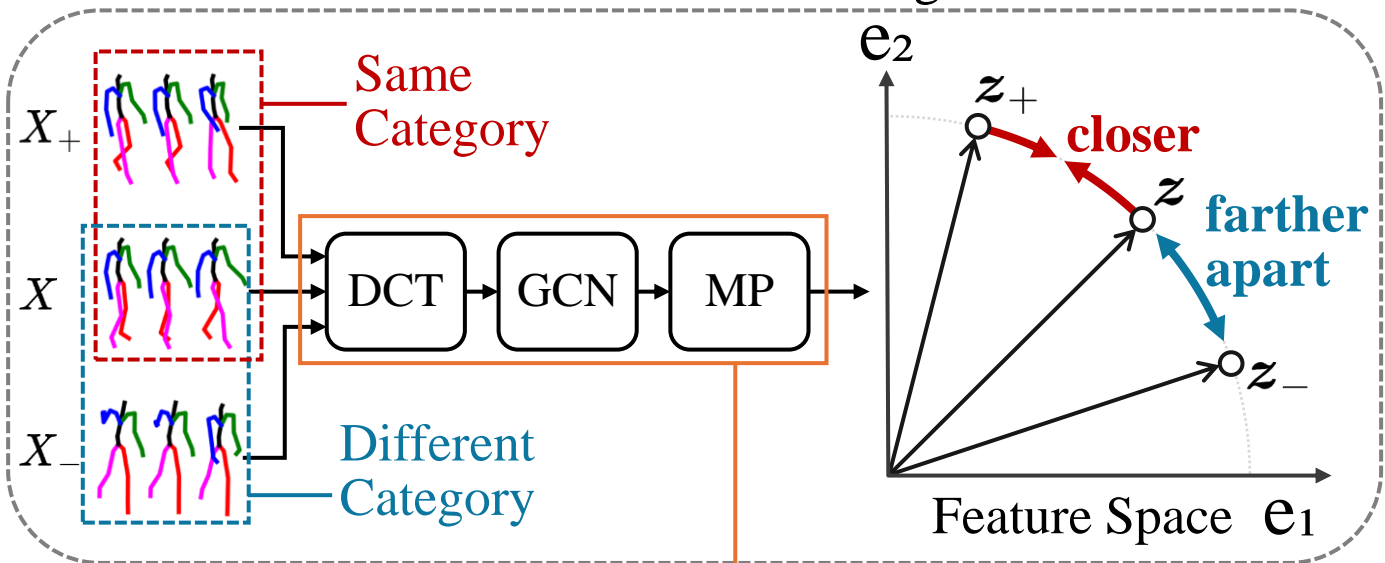 X₊
X
X₋
Same
Category
Different
Category
DCT
GCN
MP
e₂
z₊
closer
z
farther
apart
z₋
Feature Space
e₁